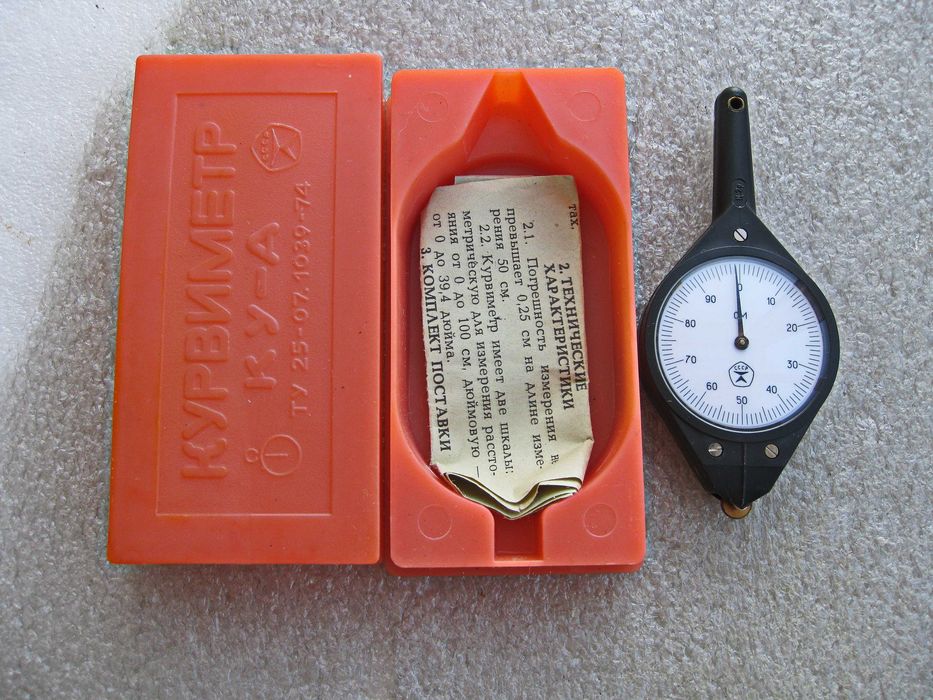 КУРВИМЕТР
КУ-А
ТУ 25-07.1039-74
СССР
тах.
2. ТЕХНИЧЕСКИЕ
ХАРАКТЕРИСТИКИ
2.1. Погрешность измерения не
превышает 0,25 см на длине изме-
рения 50 см.
2.2. Курвиметр имеет две шкалы:
метрическую для измерения рассто-
яния от 0 до 100 см, дюймовую —
от 0 до 39,4 дюйма.
3. КОМПЛЕКТ ПОСТАВКИ
0
10
20
30
40
50
60
70
80
90
СМ
СССР